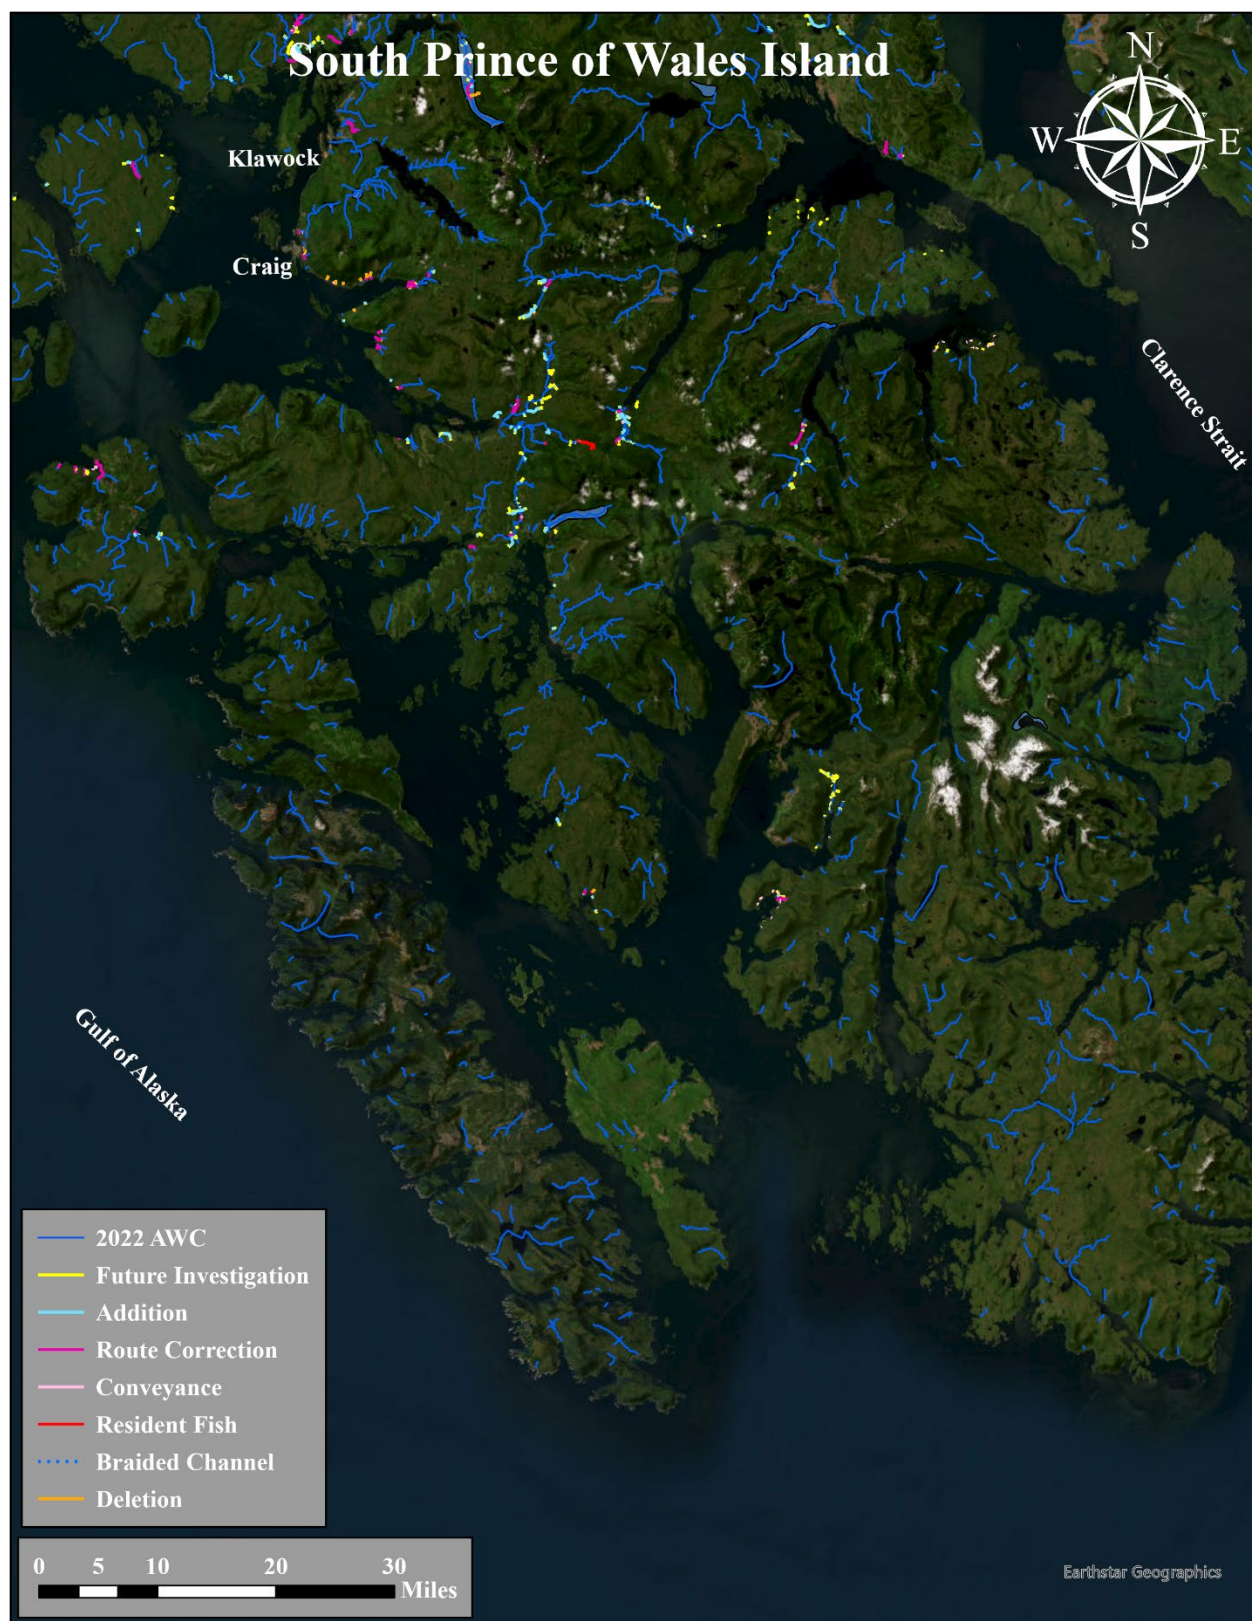 South Prince of Wales Island
N
W
E
S
Klawock
Craig
Clarence Strait
Gulf of Alaska
2022 AWC
Future Investigation
Addition
Route Correction
Conveyance
Resident Fish
Braided Channel
Deletion
0 5 10 20 30
Miles
Earthstar Geographics